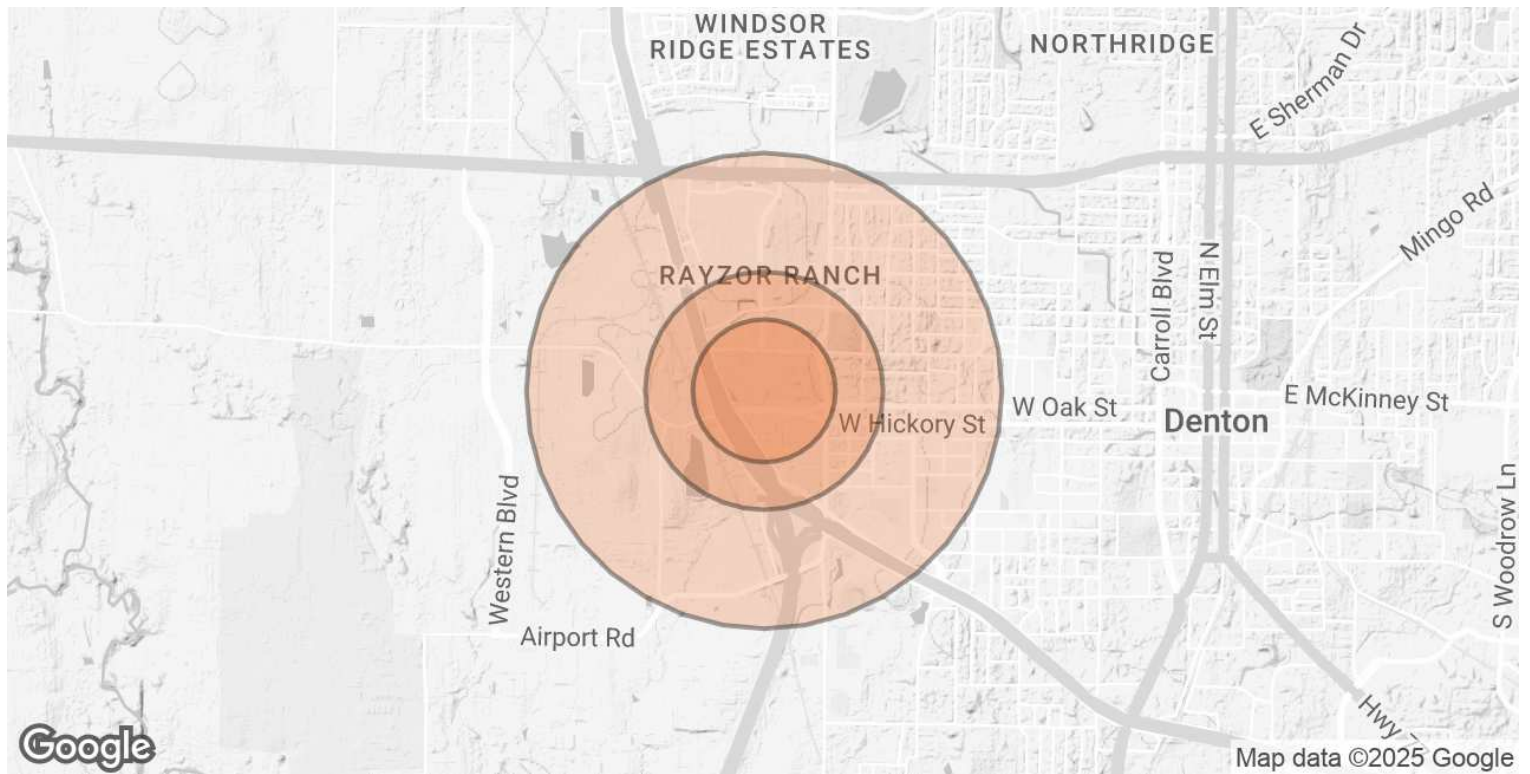 WINDSOR
RIDGE ESTATES
NORTHRIDGE
E Sherman Dr
Mingo Rd
RAYZOR RANCH
Carroll Blvd
N Elm St
W Hickory St
W Oak St
E McKinney St
Denton
Western Blvd
S Woodrow Ln
Airport Rd
Hwy
Google
Map data ©2025 Google